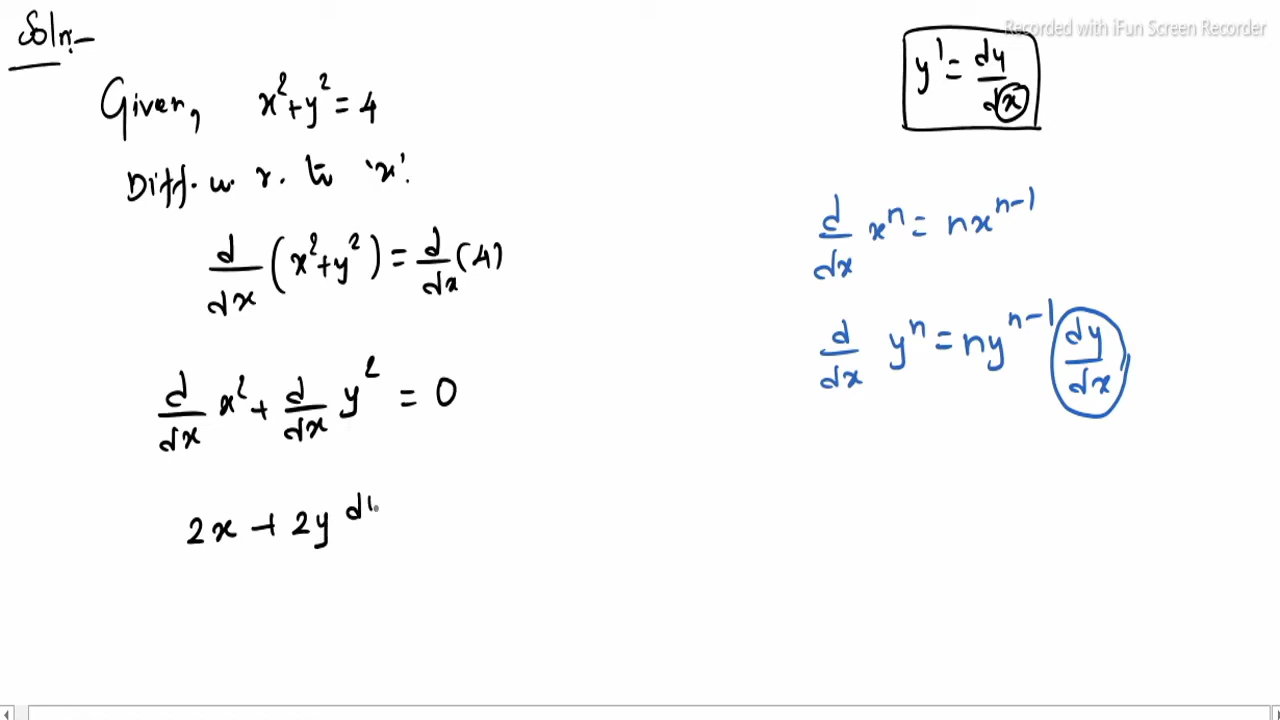 Soln:-
Given, x² + y² = 4
Diff. w. r. to 'x'.
d/dx (x² + y²) = d/dx (4)
d/dx x² + d/dx y² = 0
2x + 2y d
Recorded with iFun Screen Recorder
y' = dy/dx
d/dx xⁿ = nxⁿ⁻¹
d/dx yⁿ = nyⁿ⁻¹ dy/dx